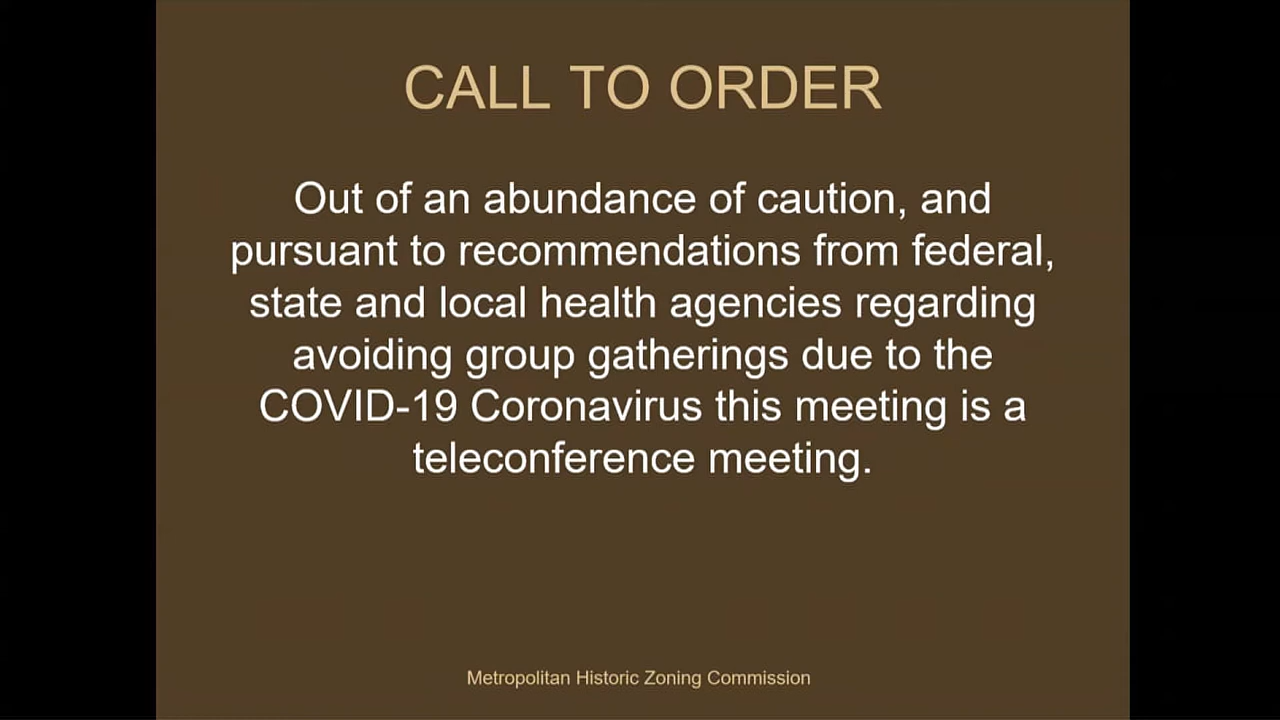 CALL TO ORDER
Out of an abundance of caution, and
pursuant to recommendations from federal,
state and local health agencies regarding
avoiding group gatherings due to the
COVID-19 Coronavirus this meeting is a
teleconference meeting.
Metropolitan Historic Zoning Commission